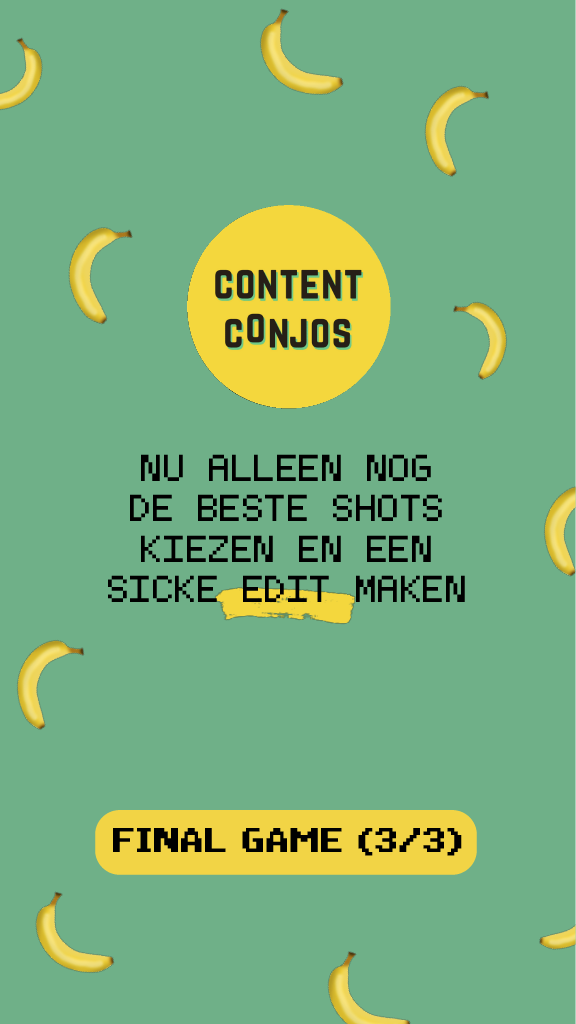 CONTENT
CONJOS
NU ALLEEN NOG
DE BESTE SHOTS
KIEZEN EN EEN
SICKE EDIT MAKEN
FINAL GAME (3/3)